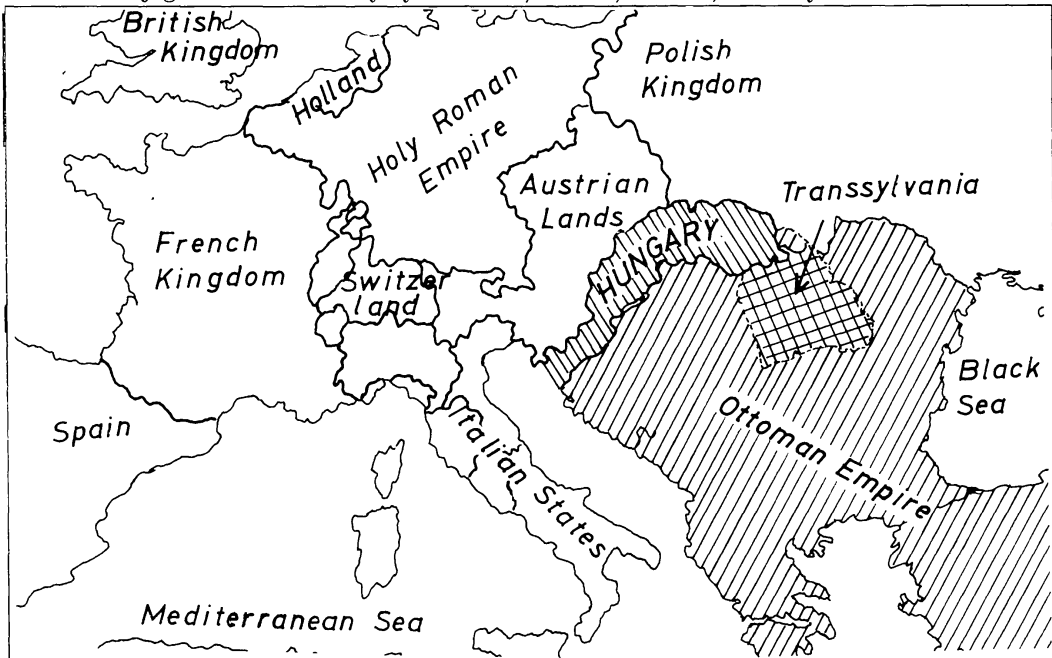 British
Kingdom
Holland
Holy Roman
Empire
Polish
Kingdom
Austrian
Lands
Transsylvania
HUNGARY
French
Kingdom
Switzer
land
Black
Sea
Spain
Italian States
Ottoman Empire
Mediterranean Sea